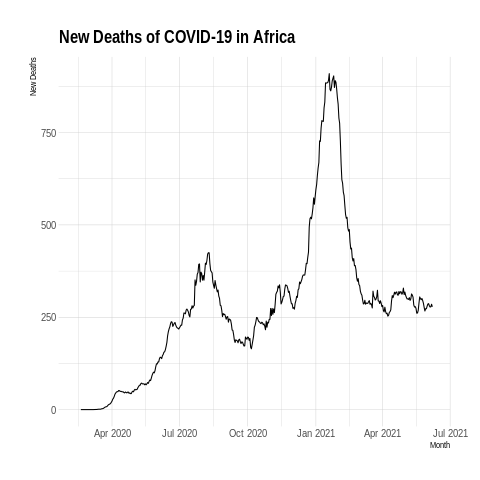 New Deaths of COVID-19 in Africa
New Deaths
750
500
250
0
Apr 2020 Jul 2020 Oct 2020 Jan 2021 Apr 2021 Jul 2021
Month